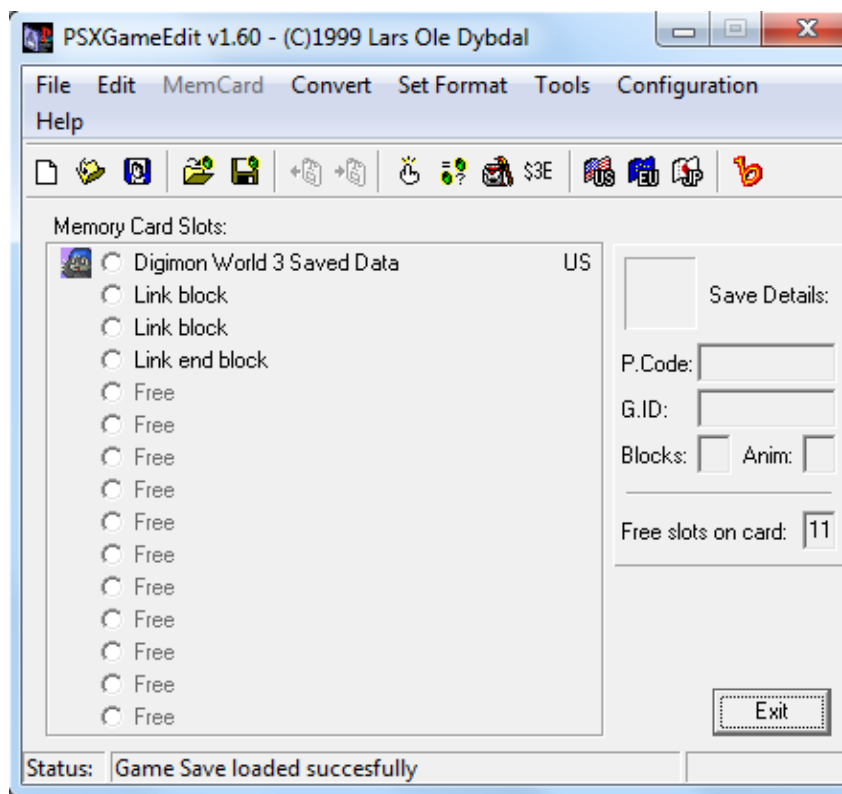 PSXGameEdit v1.60 - (C)1999 Lars Ole Dybdal
File Edit MemCard Convert Set Format Tools Configuration
Help
$3E US EU JP
Memory Card Slots:
Digimon World 3 Saved Data US
Link block
Link block
Link end block
Free
Free
Free
Free
Free
Free
Free
Free
Free
Free
Free
Save Details:
P.Code:
G.ID:
Blocks: Anim:
Free slots on card: 11
Exit
Status: Game Save loaded succesfully